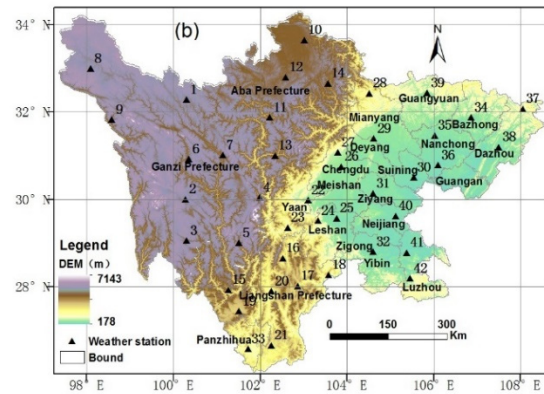 34° N
32° N
30° N
28° N
(b)
N
8
10
12
14
28
39
Guangyuan
37
1
Aba Prefecture
Mianyang
34
Bazhong
9
11
29
35
27
Deyang
Nanchong
38
6
7
13
26
Dazhou
Ganzi Prefecture
Chengdu
Suining
30
36
Meishan
Guangan
2
4
22
31
Yaan
Ziyang
24
25
40
3
5
23
Leshan
Neijiang
Legend
DEM (m)
7143
178
Weather station
Bound
16
Zigong
32
41
18
Yibin
15
20
17
42
Liangshan Prefecture
Luzhou
19
Panzhihua
33
21
0
150
300
Km
98° E
100° E
102° E
104° E
106° E
108° E